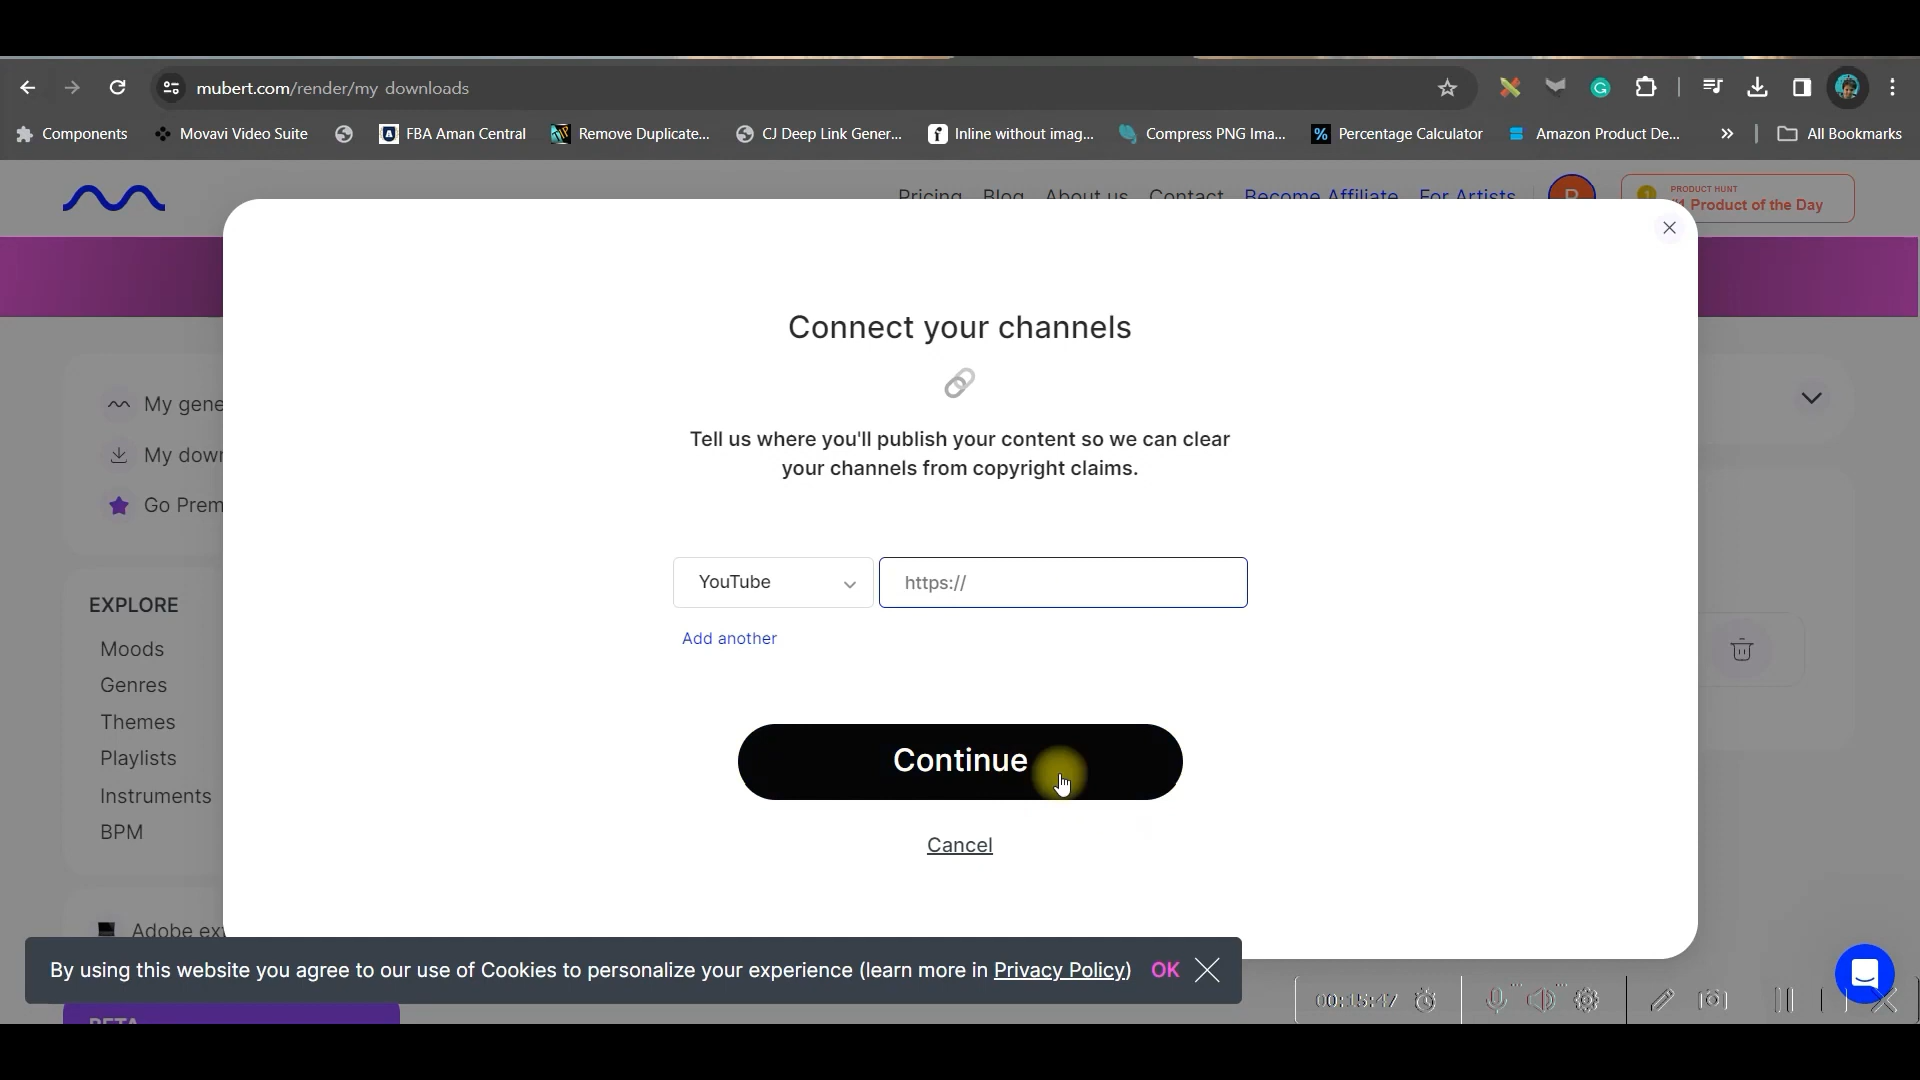 mubert.com/render/my downloads
Components
Movavi Video Suite
FBA Aman Central
Remove Duplicate...
CJ Deep Link Gener...
Inline without imag...
Compress PNG Ima...
Percentage Calculator
Amazon Product De...
»
All Bookmarks
Pricing Blog About us Contact Become Affiliate For Artists
PRODUCT HUNT
#1 Product of the Day
Connect your channels
My gene
Tell us where you'll publish your content so we can clear
your channels from copyright claims.
My down
Go Prem
YouTube
https://
EXPLORE
Add another
Moods
Genres
Themes
Playlists
Continue
Instruments
BPM
Cancel
Adobe ex
By using this website you agree to our use of Cookies to personalize your experience (learn more in Privacy Policy) OK
00:15:47
BETA